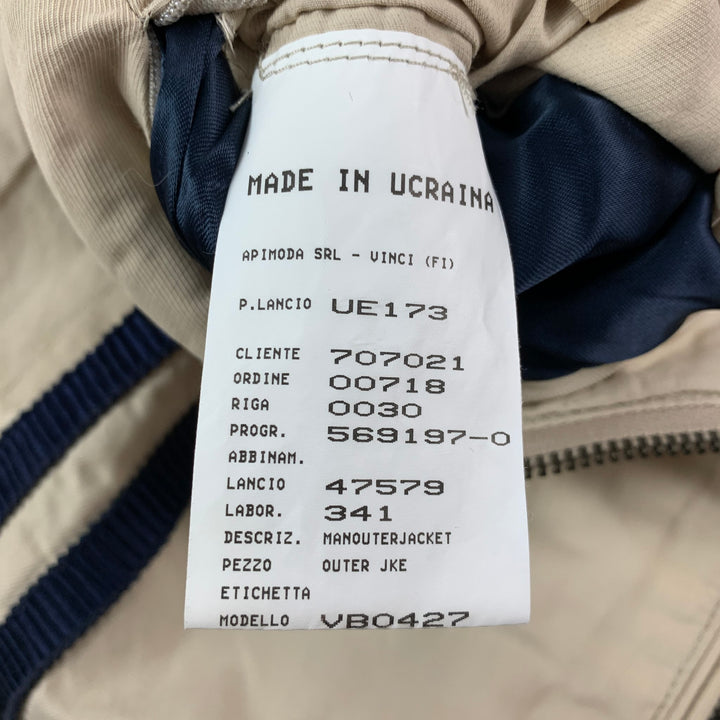 MADE IN UCRAINA
APIMODA SRL - VINCI (FI)
P.LANCIO UE173
CLIENTE 707021
ORDINE 00718
RIGA 0030
PROGR. 569197-0
ABBINAM.
LANCIO 47579
LABOR. 341
DESCRIZ. MANOUTERJACKET
PEZZO OUTER JKE
ETICHETTA
MODELLO VB0427